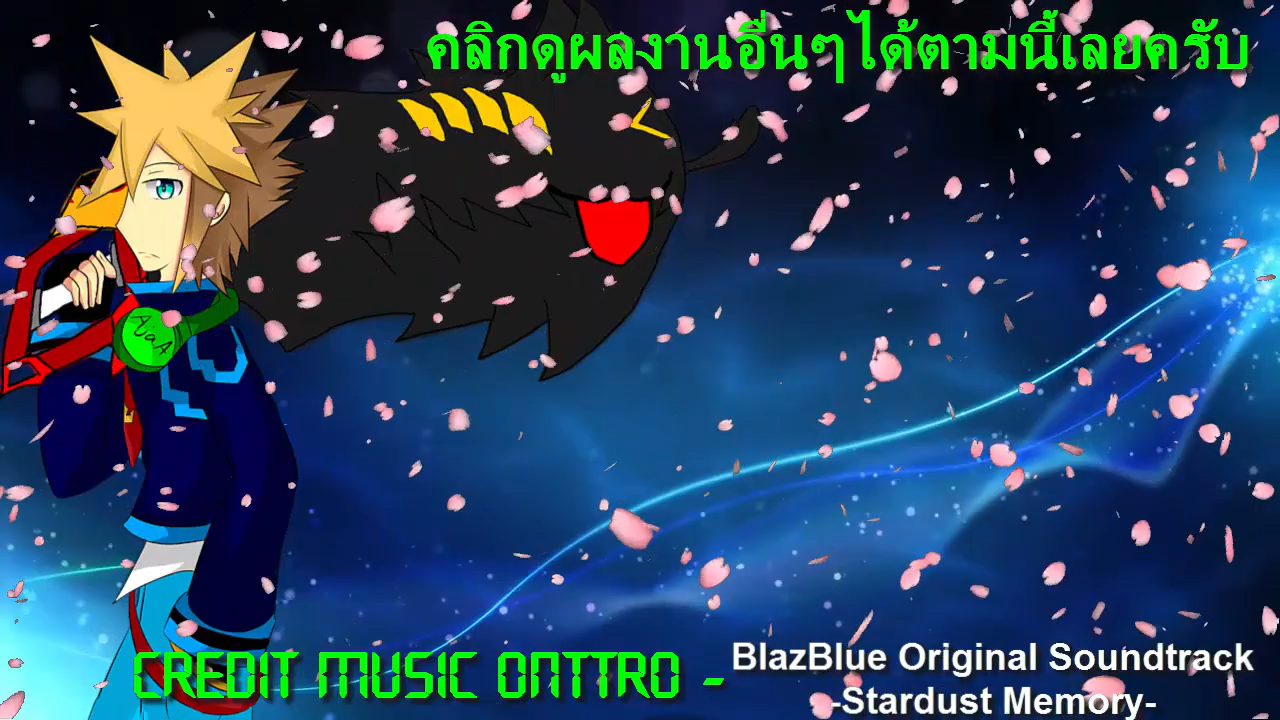 คลิกดูผลงานอื่นๆได้ตามนี้เลยครับ
AJaA
CREDIT MUSIC ONTTRO -
BlazBlue Original Soundtrack
-Stardust Memory-